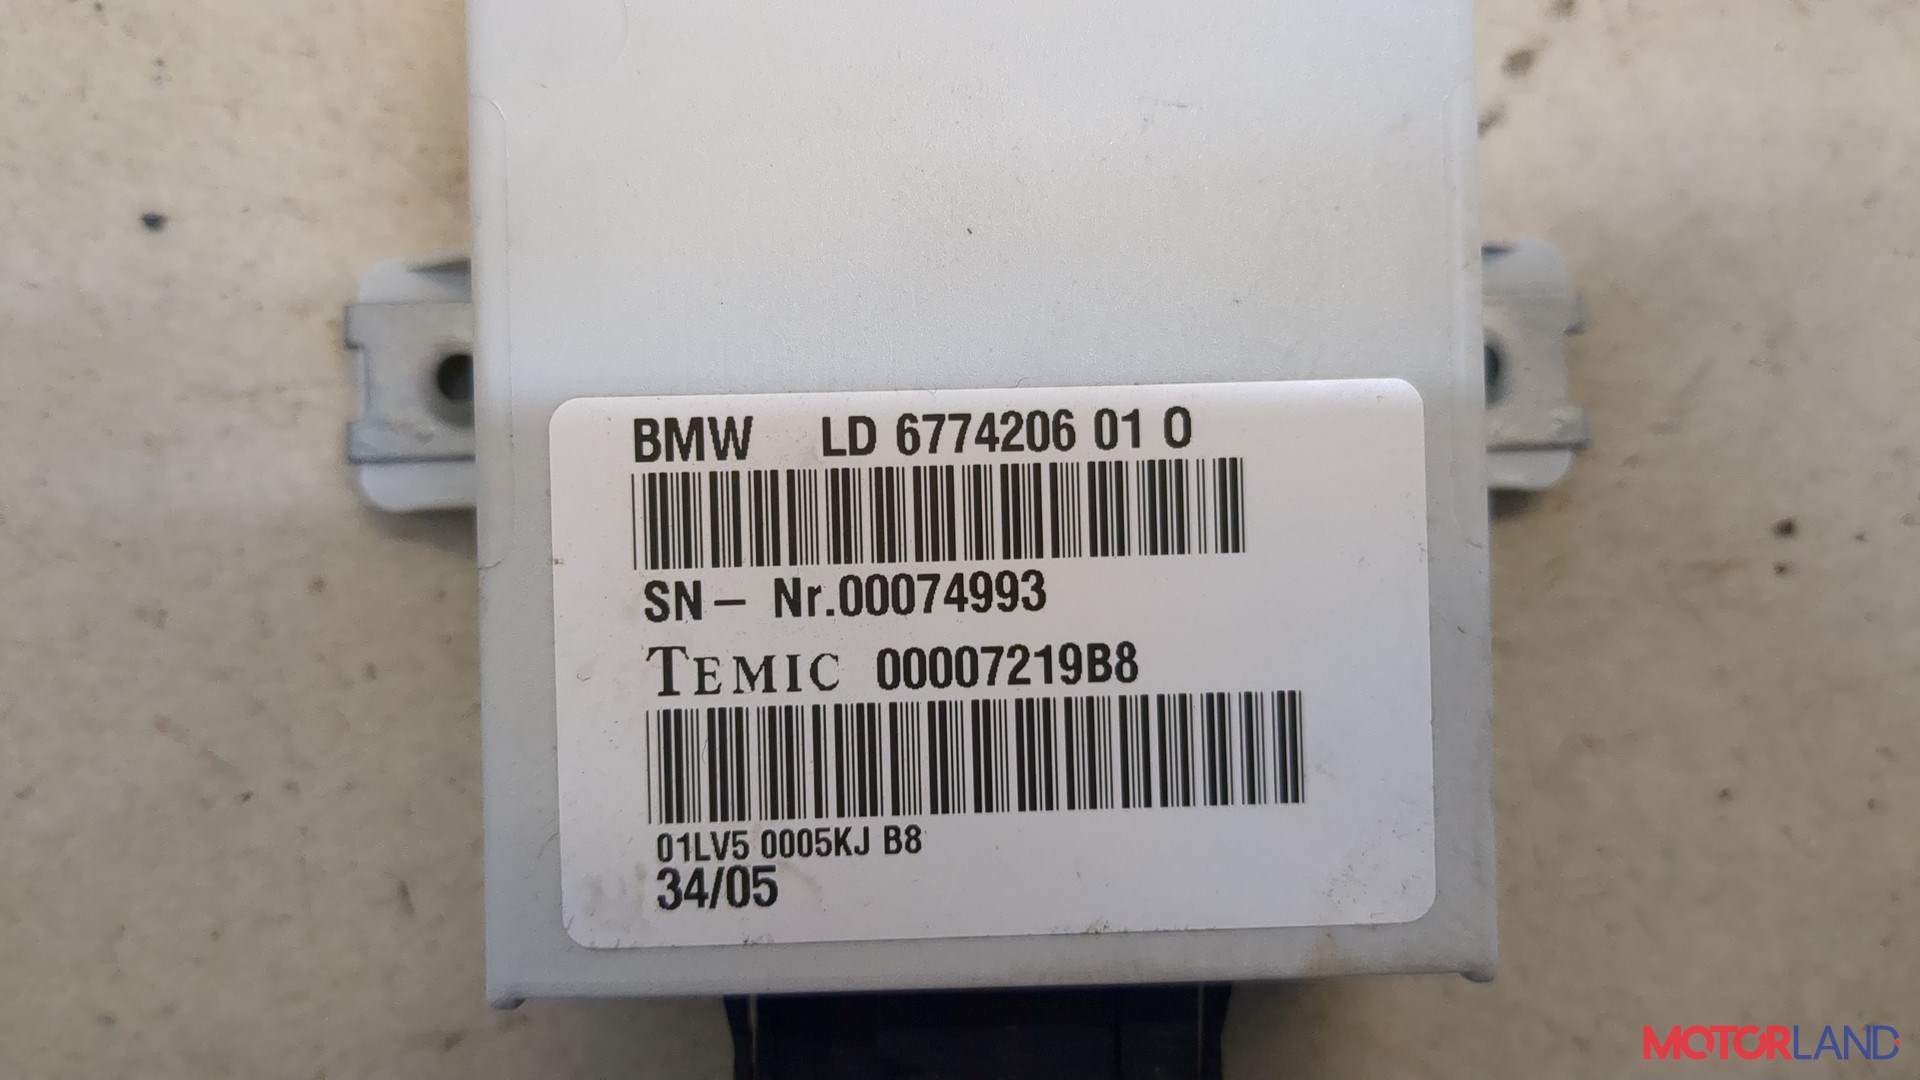 BMW LD 6774206 01 0
SN- Nr.00074993
TEMIC 00007219B8
01LV5 0005KJ B8
34/05
MOTORLAND